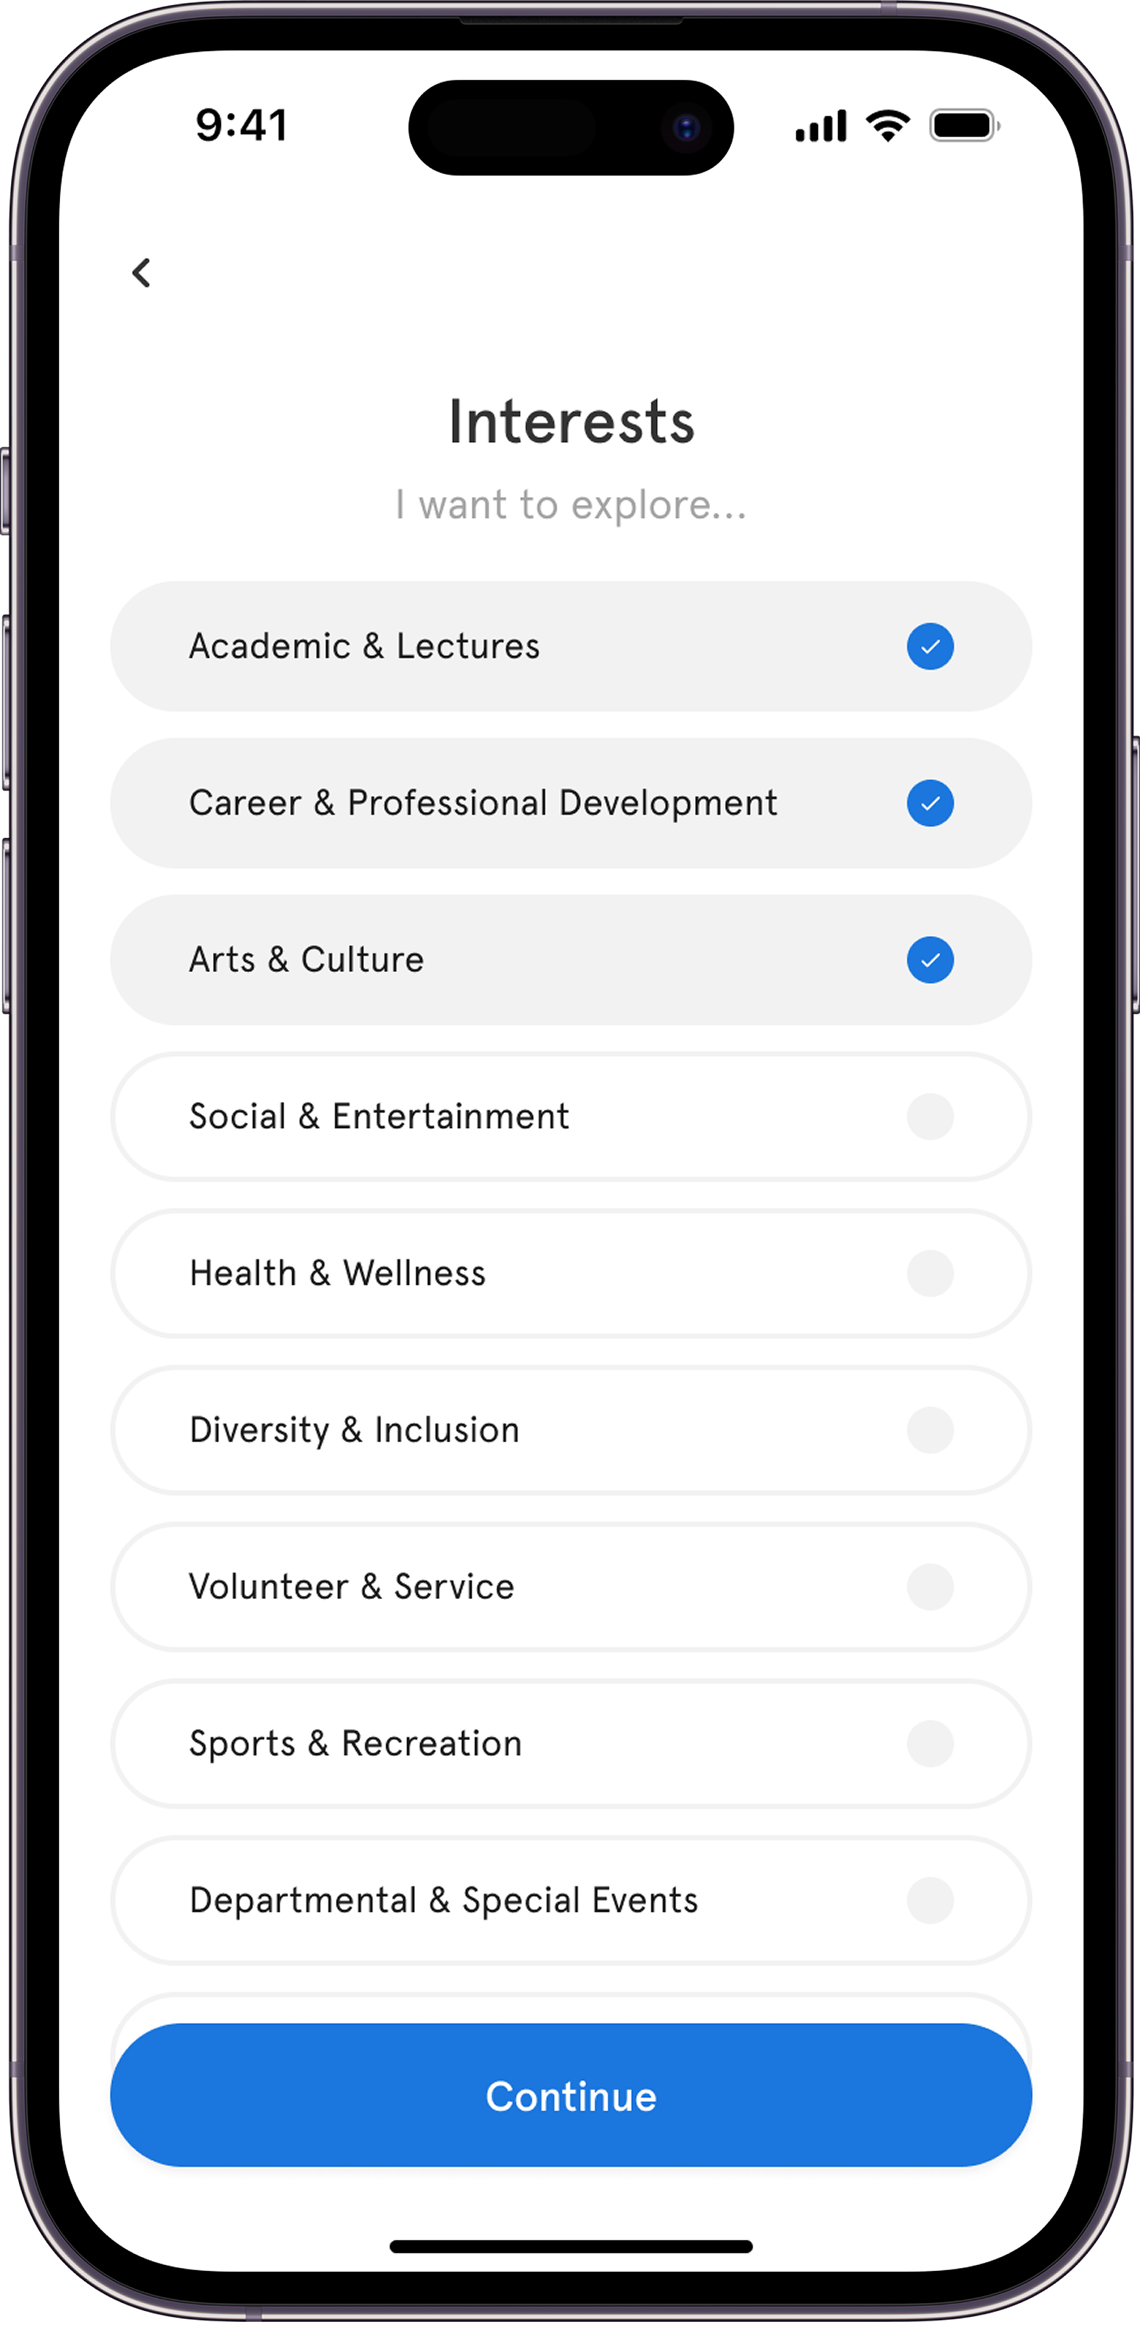 9:41
Interests
I want to explore...
Academic & Lectures
Career & Professional Development
Arts & Culture
Social & Entertainment
Health & Wellness
Diversity & Inclusion
Volunteer & Service
Sports & Recreation
Departmental & Special Events
Continue